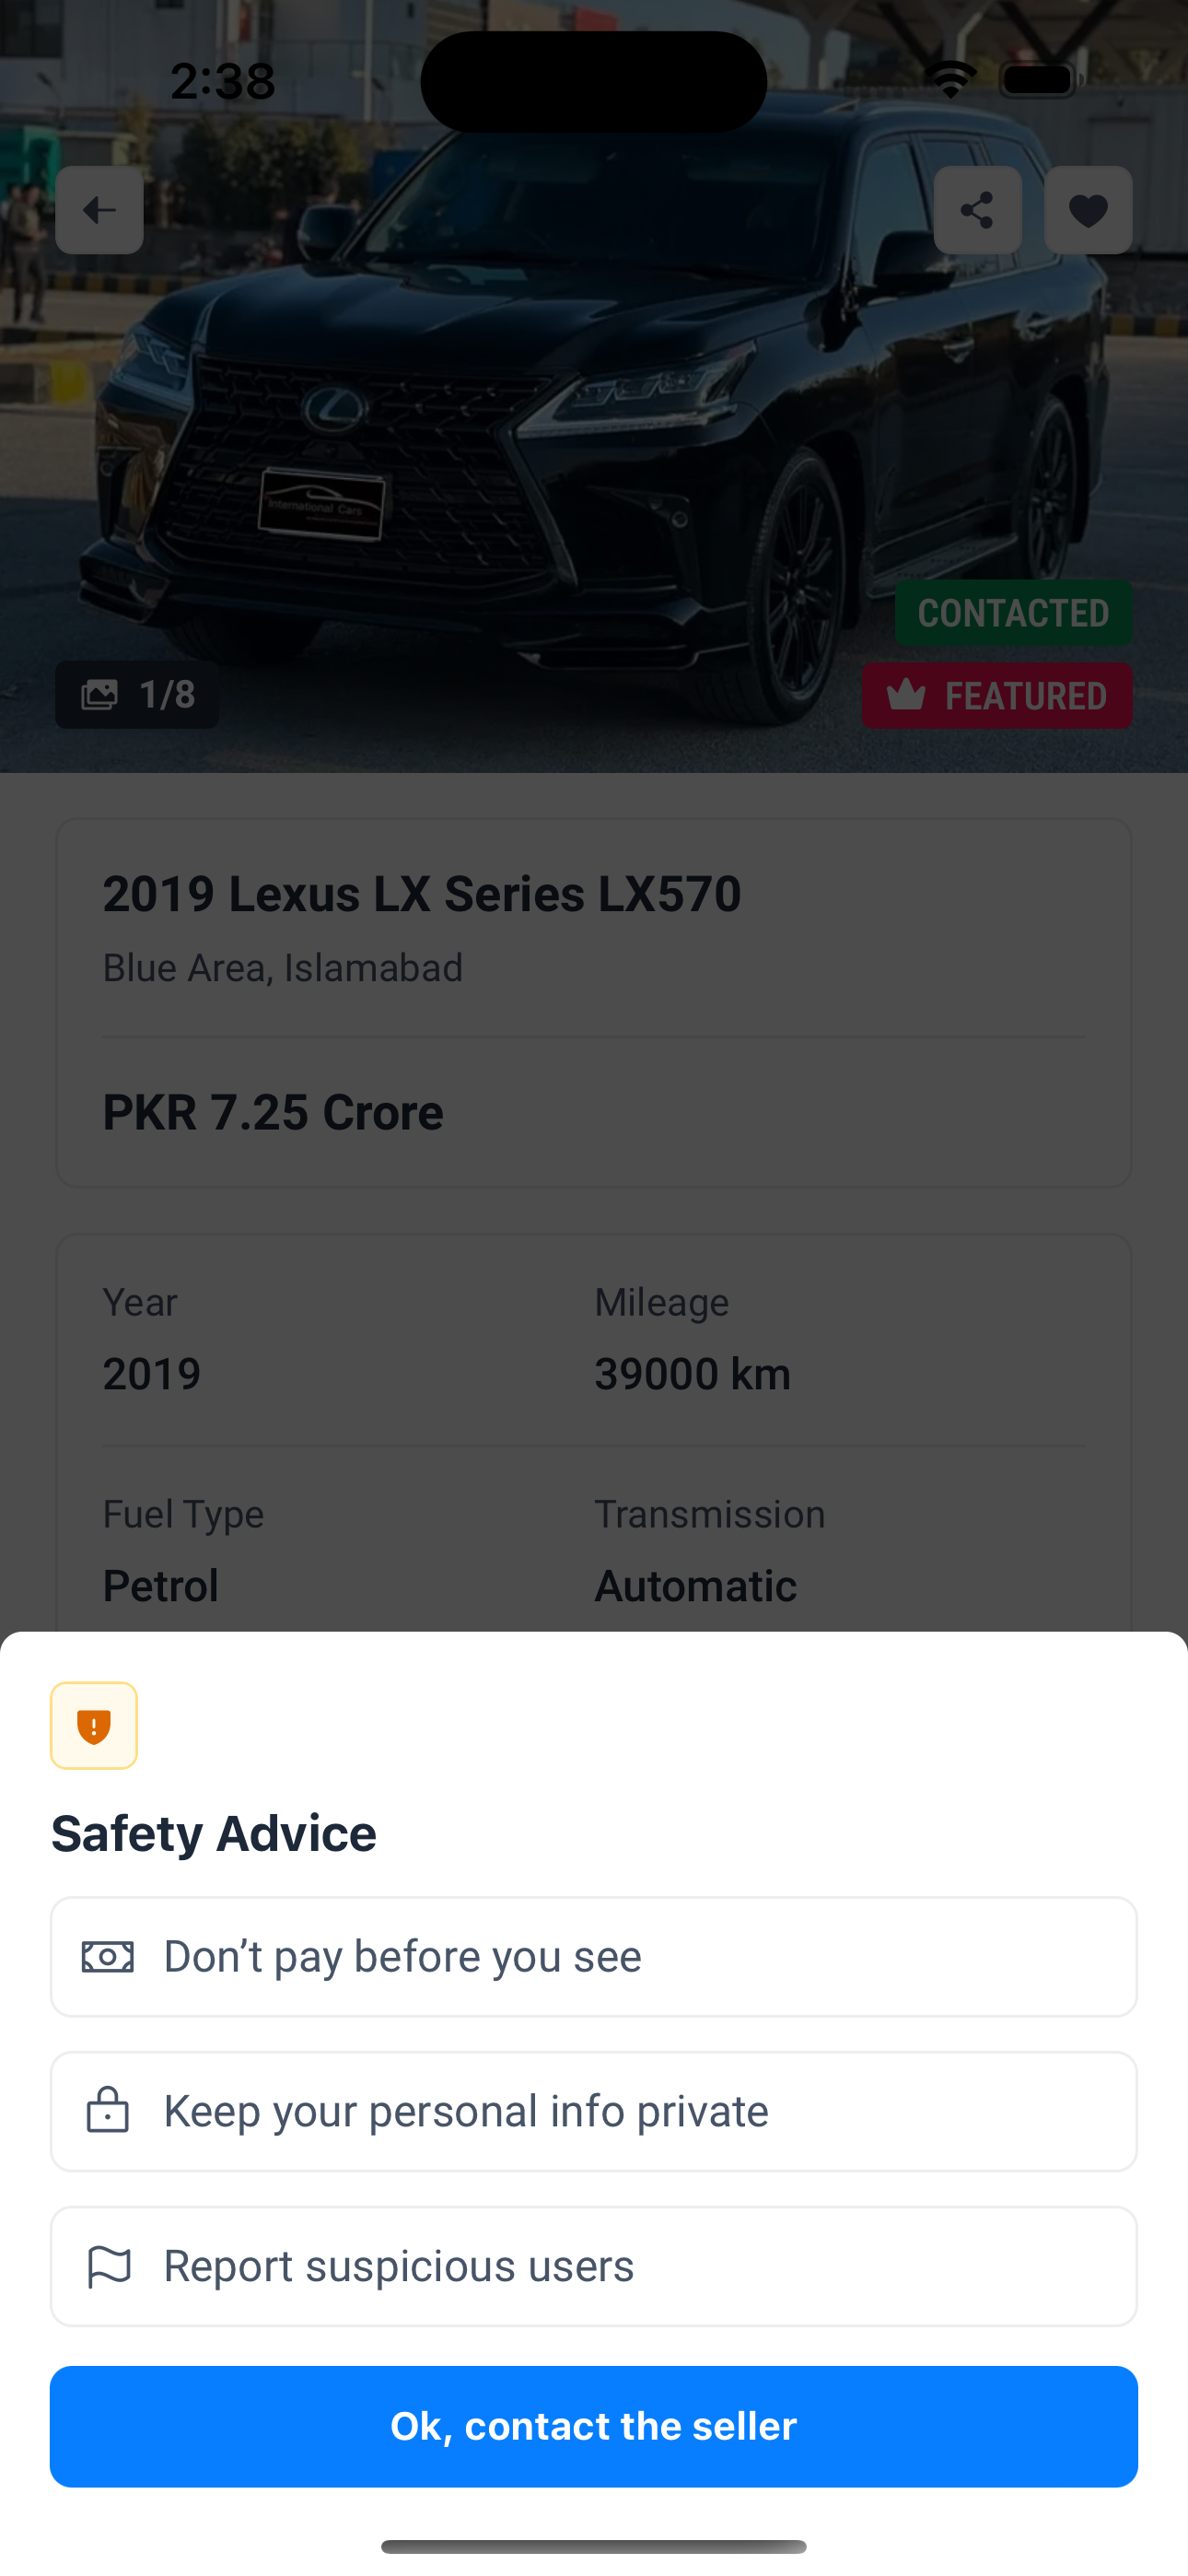 2:38
International Cars
CONTACTED
1/8
FEATURED
2019 Lexus LX Series LX570
Blue Area, Islamabad
PKR 7.25 Crore
Year
Mileage
2019
39000 km
Fuel Type
Transmission
Petrol
Automatic
Safety Advice
Don’t pay before you see
Keep your personal info private
Report suspicious users
Ok, contact the seller